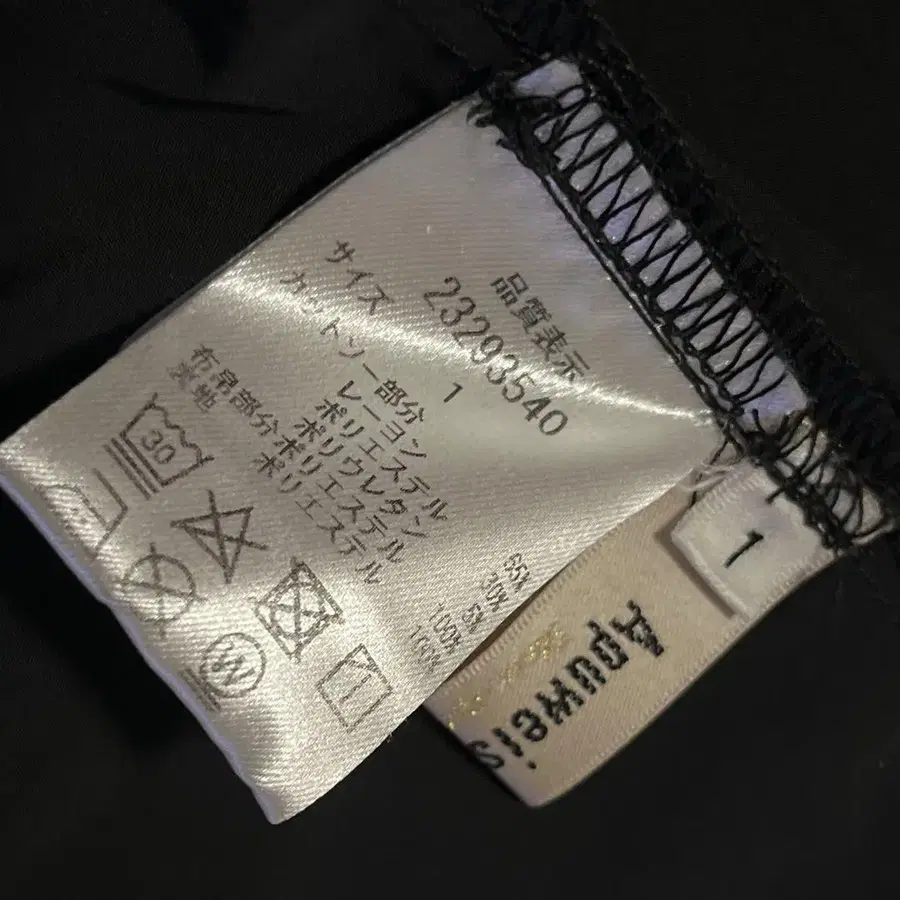 品質表示
23293540
サイズ 1
カットソー部分
レーヨン 65%
ポリエステル 30%
ポリウレタン 5%
布帛部分ポリエステル 100%
裏地 ポリエステル 100%
30
W
1
Apuweis